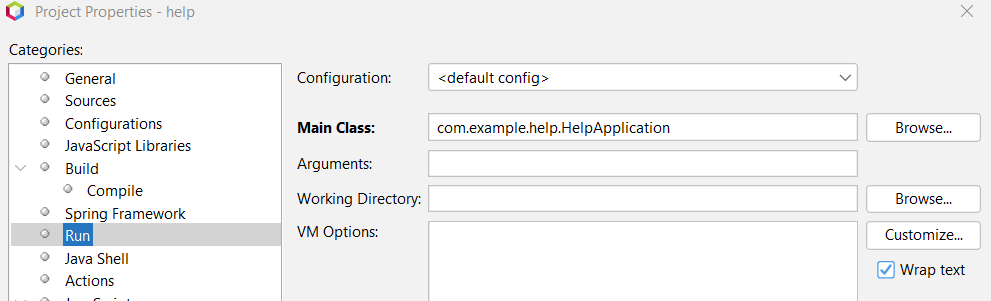 Project Properties - help
Categories:
General
Sources
Configurations
JavaScript Libraries
Build
Compile
Spring Framework
Run
Java Shell
Actions
Configuration:
<default config>
Main Class:
com.example.help.HelpApplication
Browse...
Arguments:
Working Directory:
Browse...
VM Options:
Customize...
Wrap text